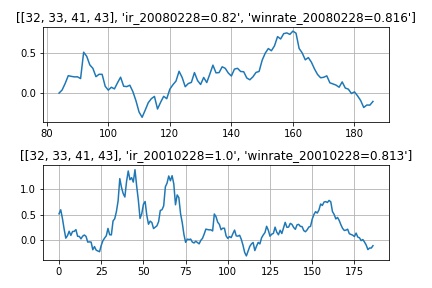 [[32, 33, 41, 43], 'ir_20080228=0.82', 'winrate_20080228=0.816']
0.5
0.0
80 100 120 140 160 180
[[32, 33, 41, 43], 'ir_20010228=1.0', 'winrate_20010228=0.813']
1.0
0.5
0.0
0 25 50 75 100 125 150 175